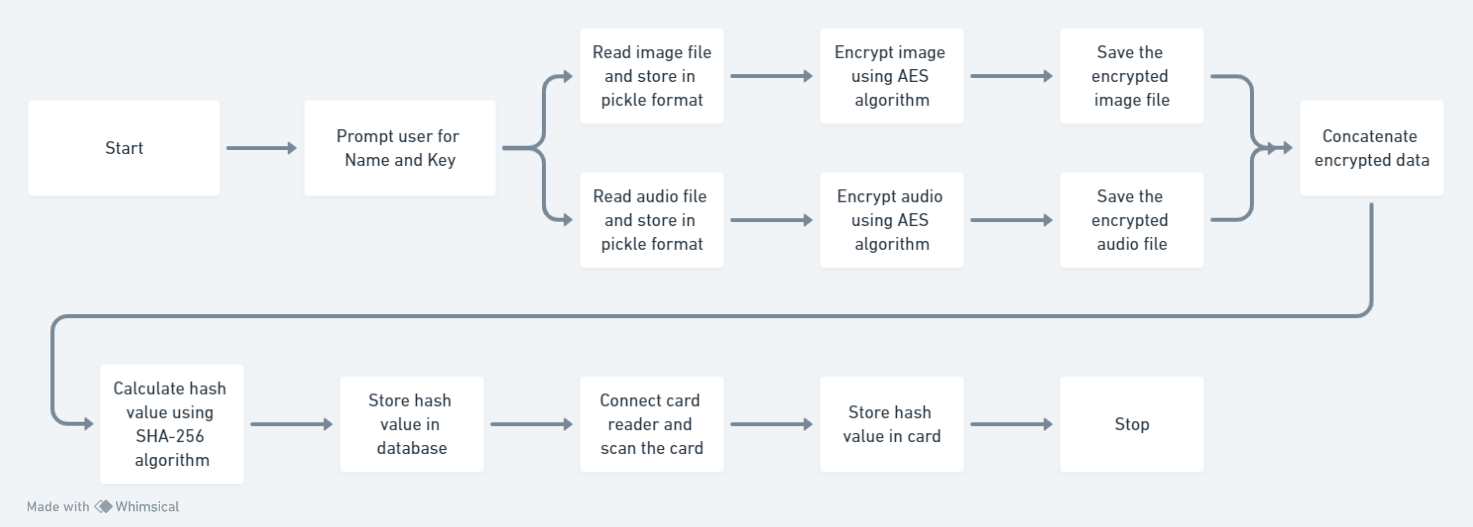 Start
Prompt user for
Name and Key
Read image file
and store in
pickle format
Encrypt image
using AES
algorithm
Save the
encrypted
image file
Read audio file
and store in
pickle format
Encrypt audio
using AES
algorithm
Save the
encrypted
audio file
Concatenate
encrypted data
Calculate hash
value using
SHA-256
algorithm
Store hash
value in
database
Connect card
reader and
scan the card
Store hash
value in card
Stop
Made with Whimsical